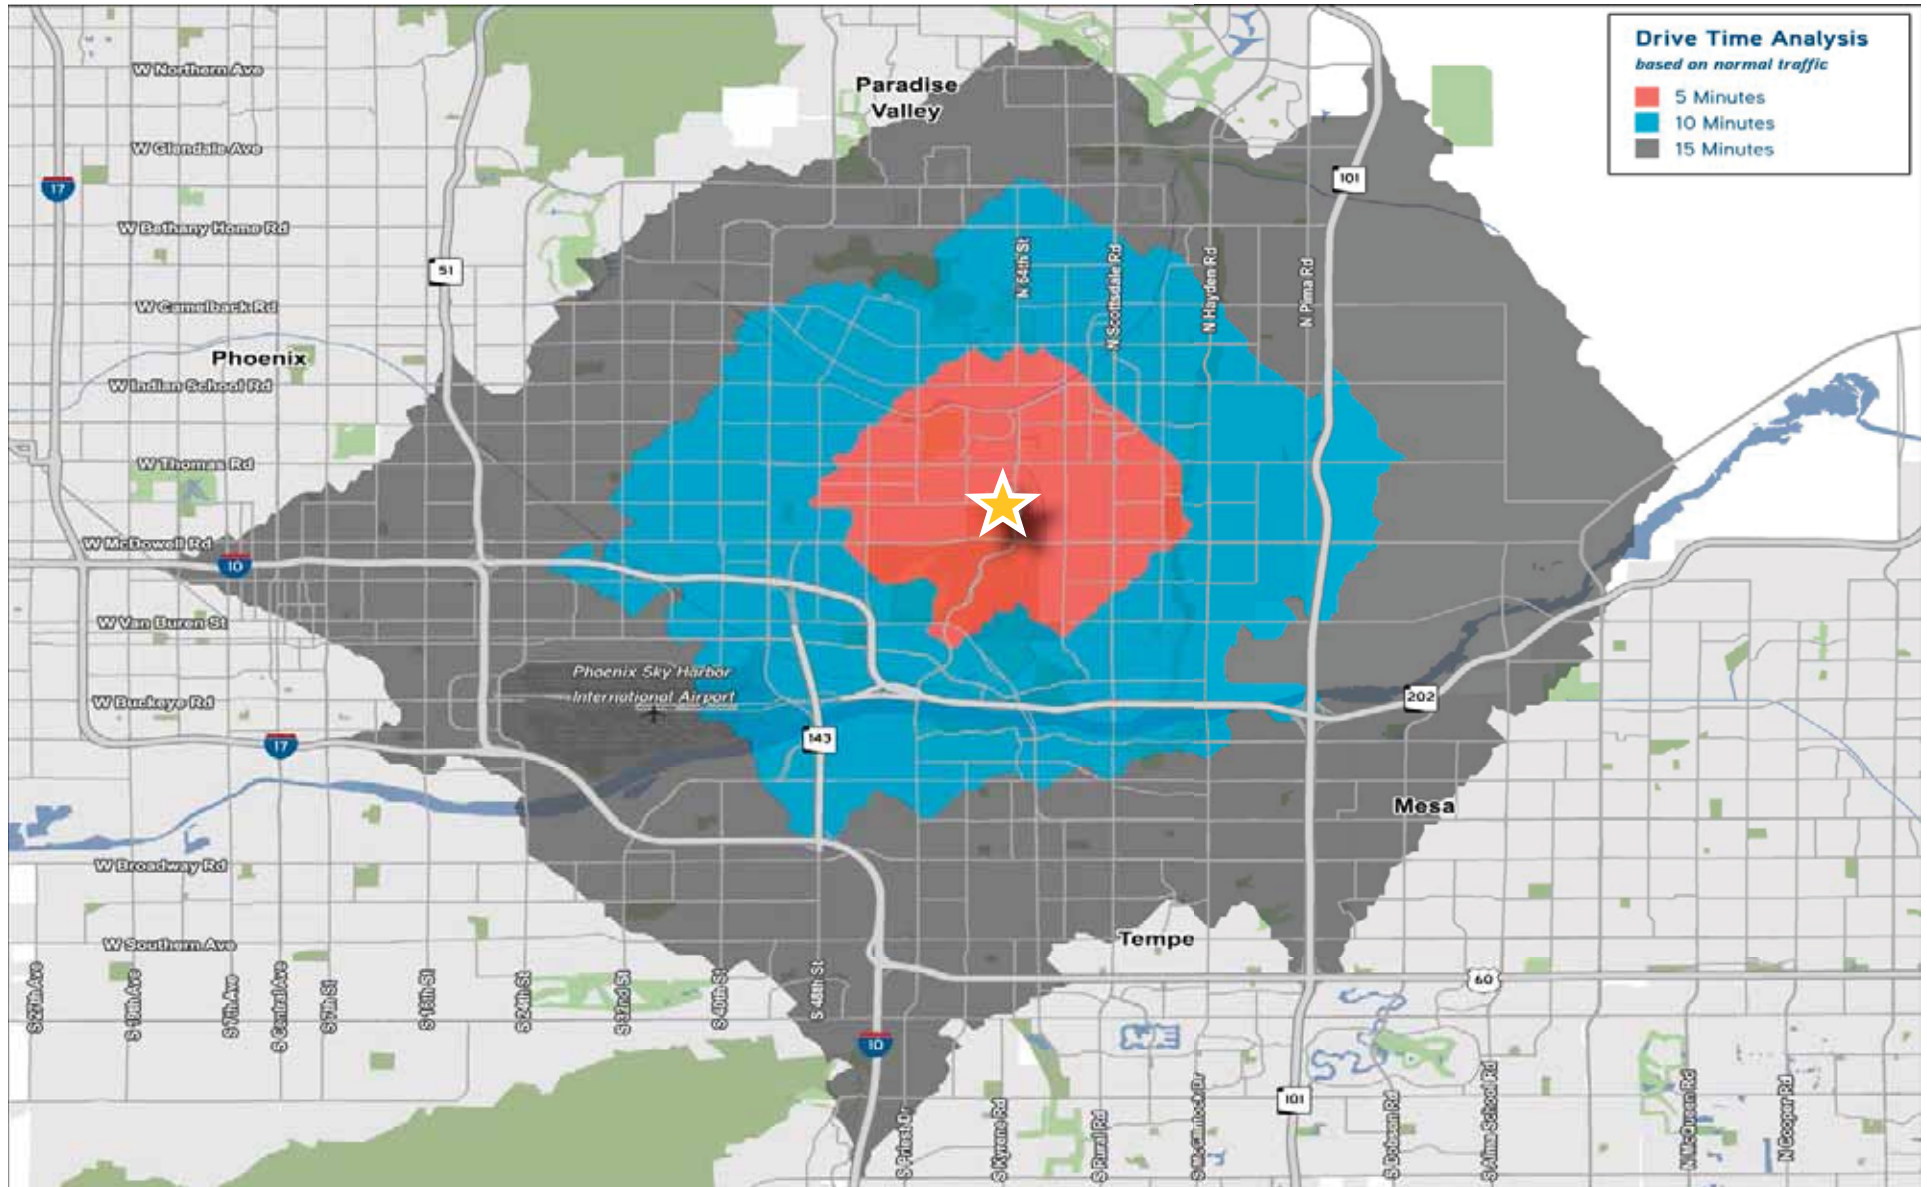 Drive Time Analysis
based on normal traffic
5 Minutes
10 Minutes
15 Minutes
W Northern Ave
Paradise
Valley
W Glendale Ave
17
101
W Bethany Home Rd
51
N 64th St
N Scottsdale Rd
N Hayden Rd
N Pima Rd
W Camelback Rd
Phoenix
W Indian School Rd
W Thomas Rd
W McDowell Rd
10
W Van Buren St
Phoenix Sky Harbor
International Airport
W Buckeye Rd
202
17
143
Mesa
W Broadway Rd
Tempe
W Southern Ave
60
S 27th Ave
S 19th Ave
S 7th Ave
S Central Ave
S 7th St
S 16th St
S 24th St
S 32nd St
S 40th St
S 48th St
10
101
S Priest Dr
S Kyrene Rd
S Rural Rd
S McClintock Dr
S Dobson Rd
S Alma School Rd
N McQueen Rd
N Cooper Rd